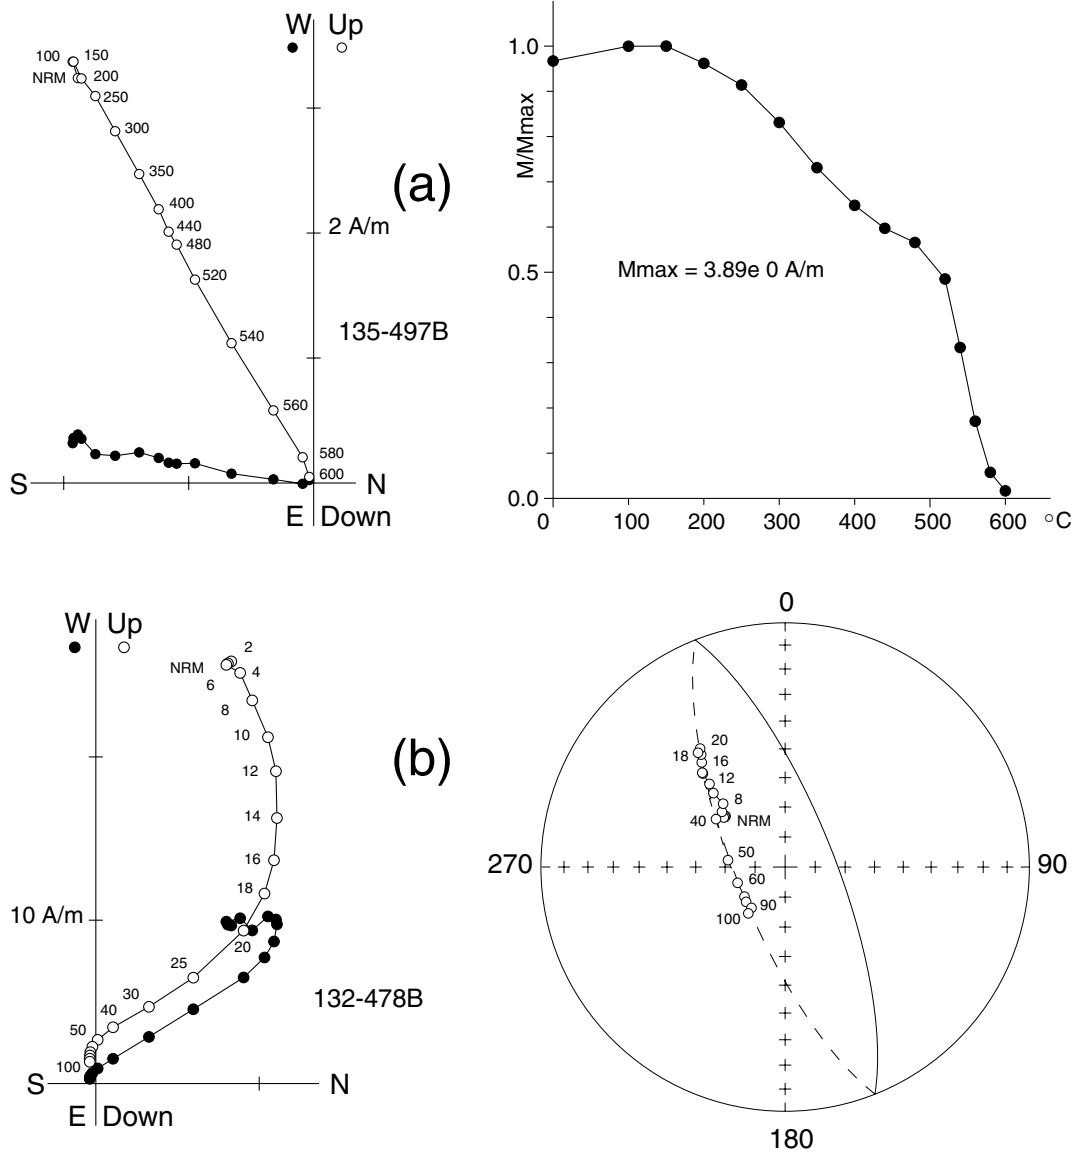 W Up
100 150
NRM 200
250
300
350
400
440
480
520
540
560
580
600
2 A/m
135-497B
S N
E Down
(a)
M/Mmax
1.0
0.5
0.0
Mmax = 3.89e 0 A/m
0 100 200 300 400 500 600 °C
W Up
NRM 2
4
6
8
10
12
14
16
18
20
25
30
40
50
100
10 A/m
132-478B
S N
E Down
(b)
0
270 90
180
20
18 16
12
8
40 NRM
50
60
90
100